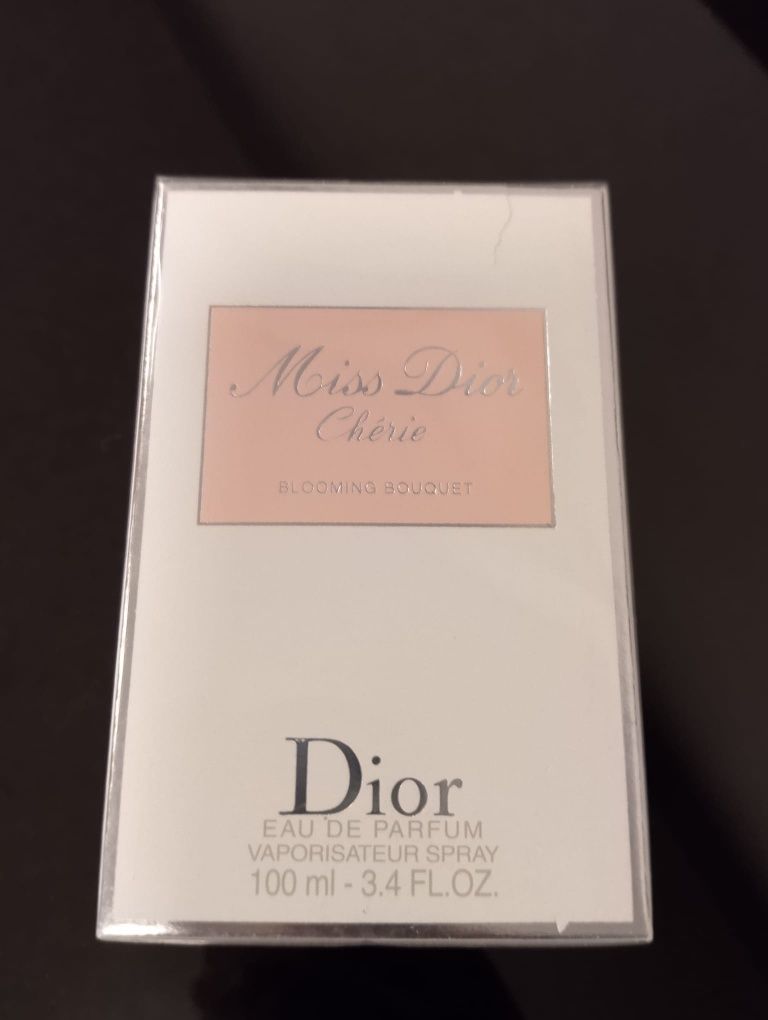 Miss Dior
Chérie
BLOOMING BOUQUET
Dior
EAU DE PARFUM
VAPORISATEUR SPRAY
100 ml - 3.4 FL.OZ.